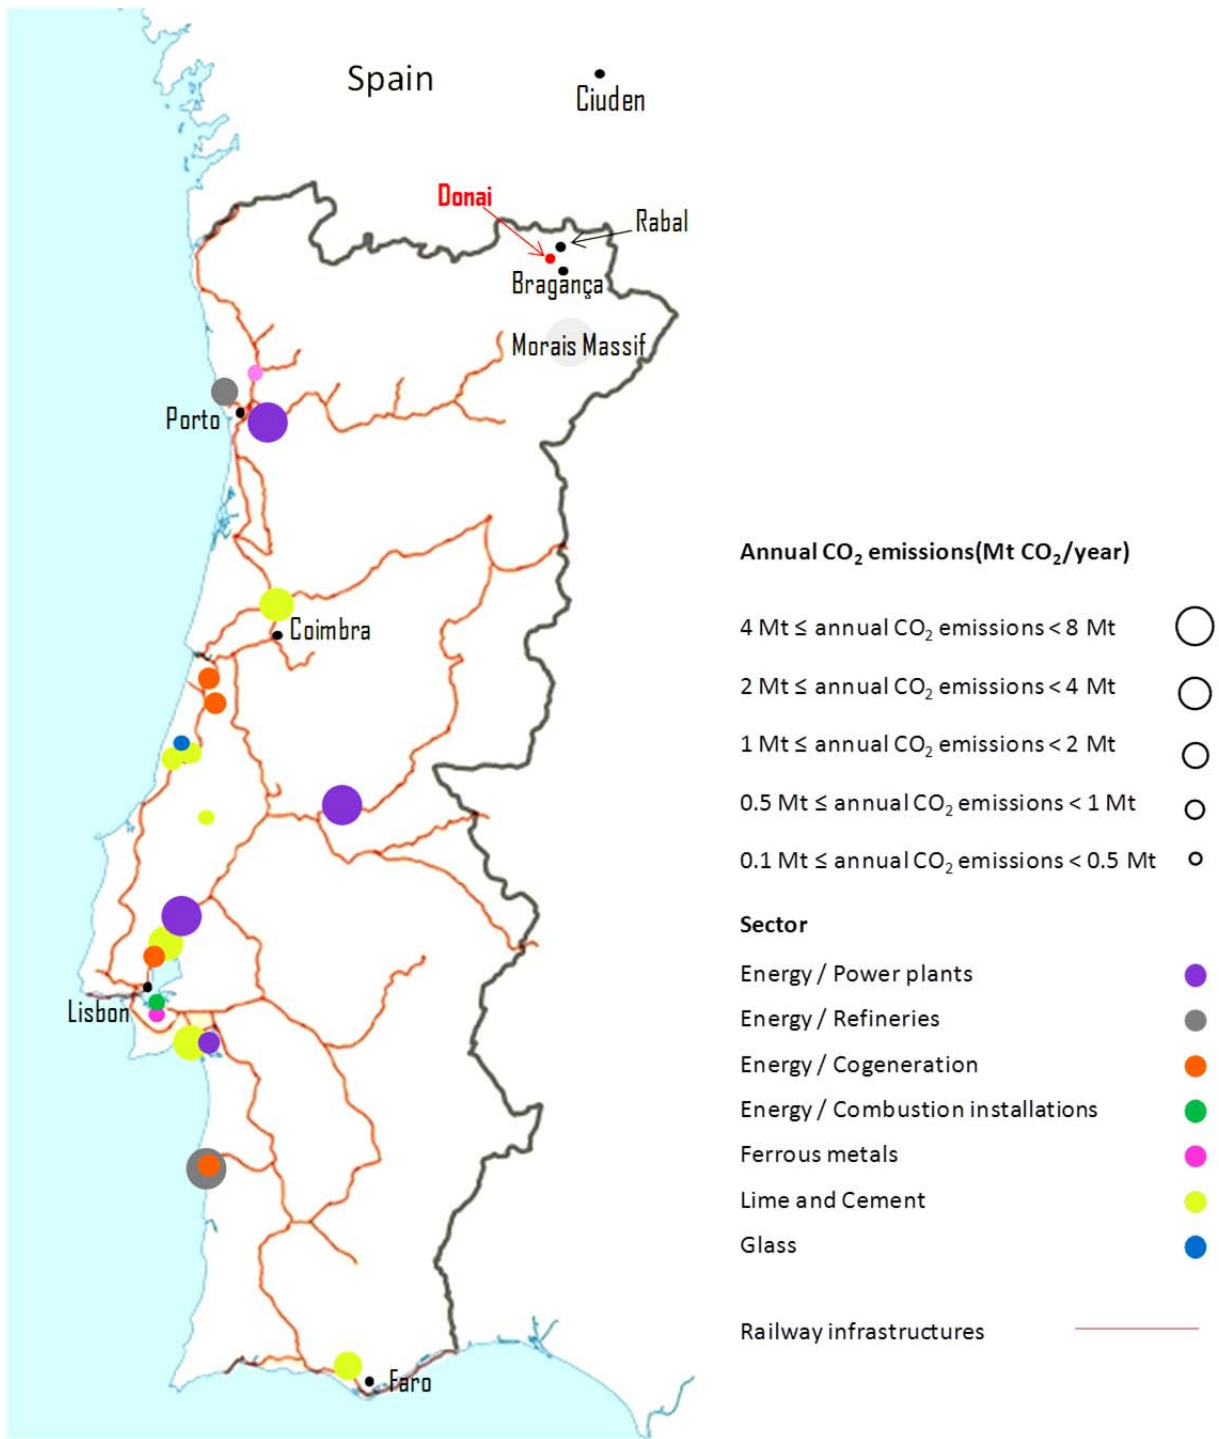 Spain
Ciuden
Donai
Rabal
Bragança
Morais Massif
Porto
Coimbra
Lisbon
Faro
Annual CO₂ emissions(Mt CO₂/year)
4 Mt ≤ annual CO₂ emissions < 8 Mt
2 Mt ≤ annual CO₂ emissions < 4 Mt
1 Mt ≤ annual CO₂ emissions < 2 Mt
0.5 Mt ≤ annual CO₂ emissions < 1 Mt
0.1 Mt ≤ annual CO₂ emissions < 0.5 Mt
Sector
Energy / Power plants
Energy / Refineries
Energy / Cogeneration
Energy / Combustion installations
Ferrous metals
Lime and Cement
Glass
Railway infrastructures